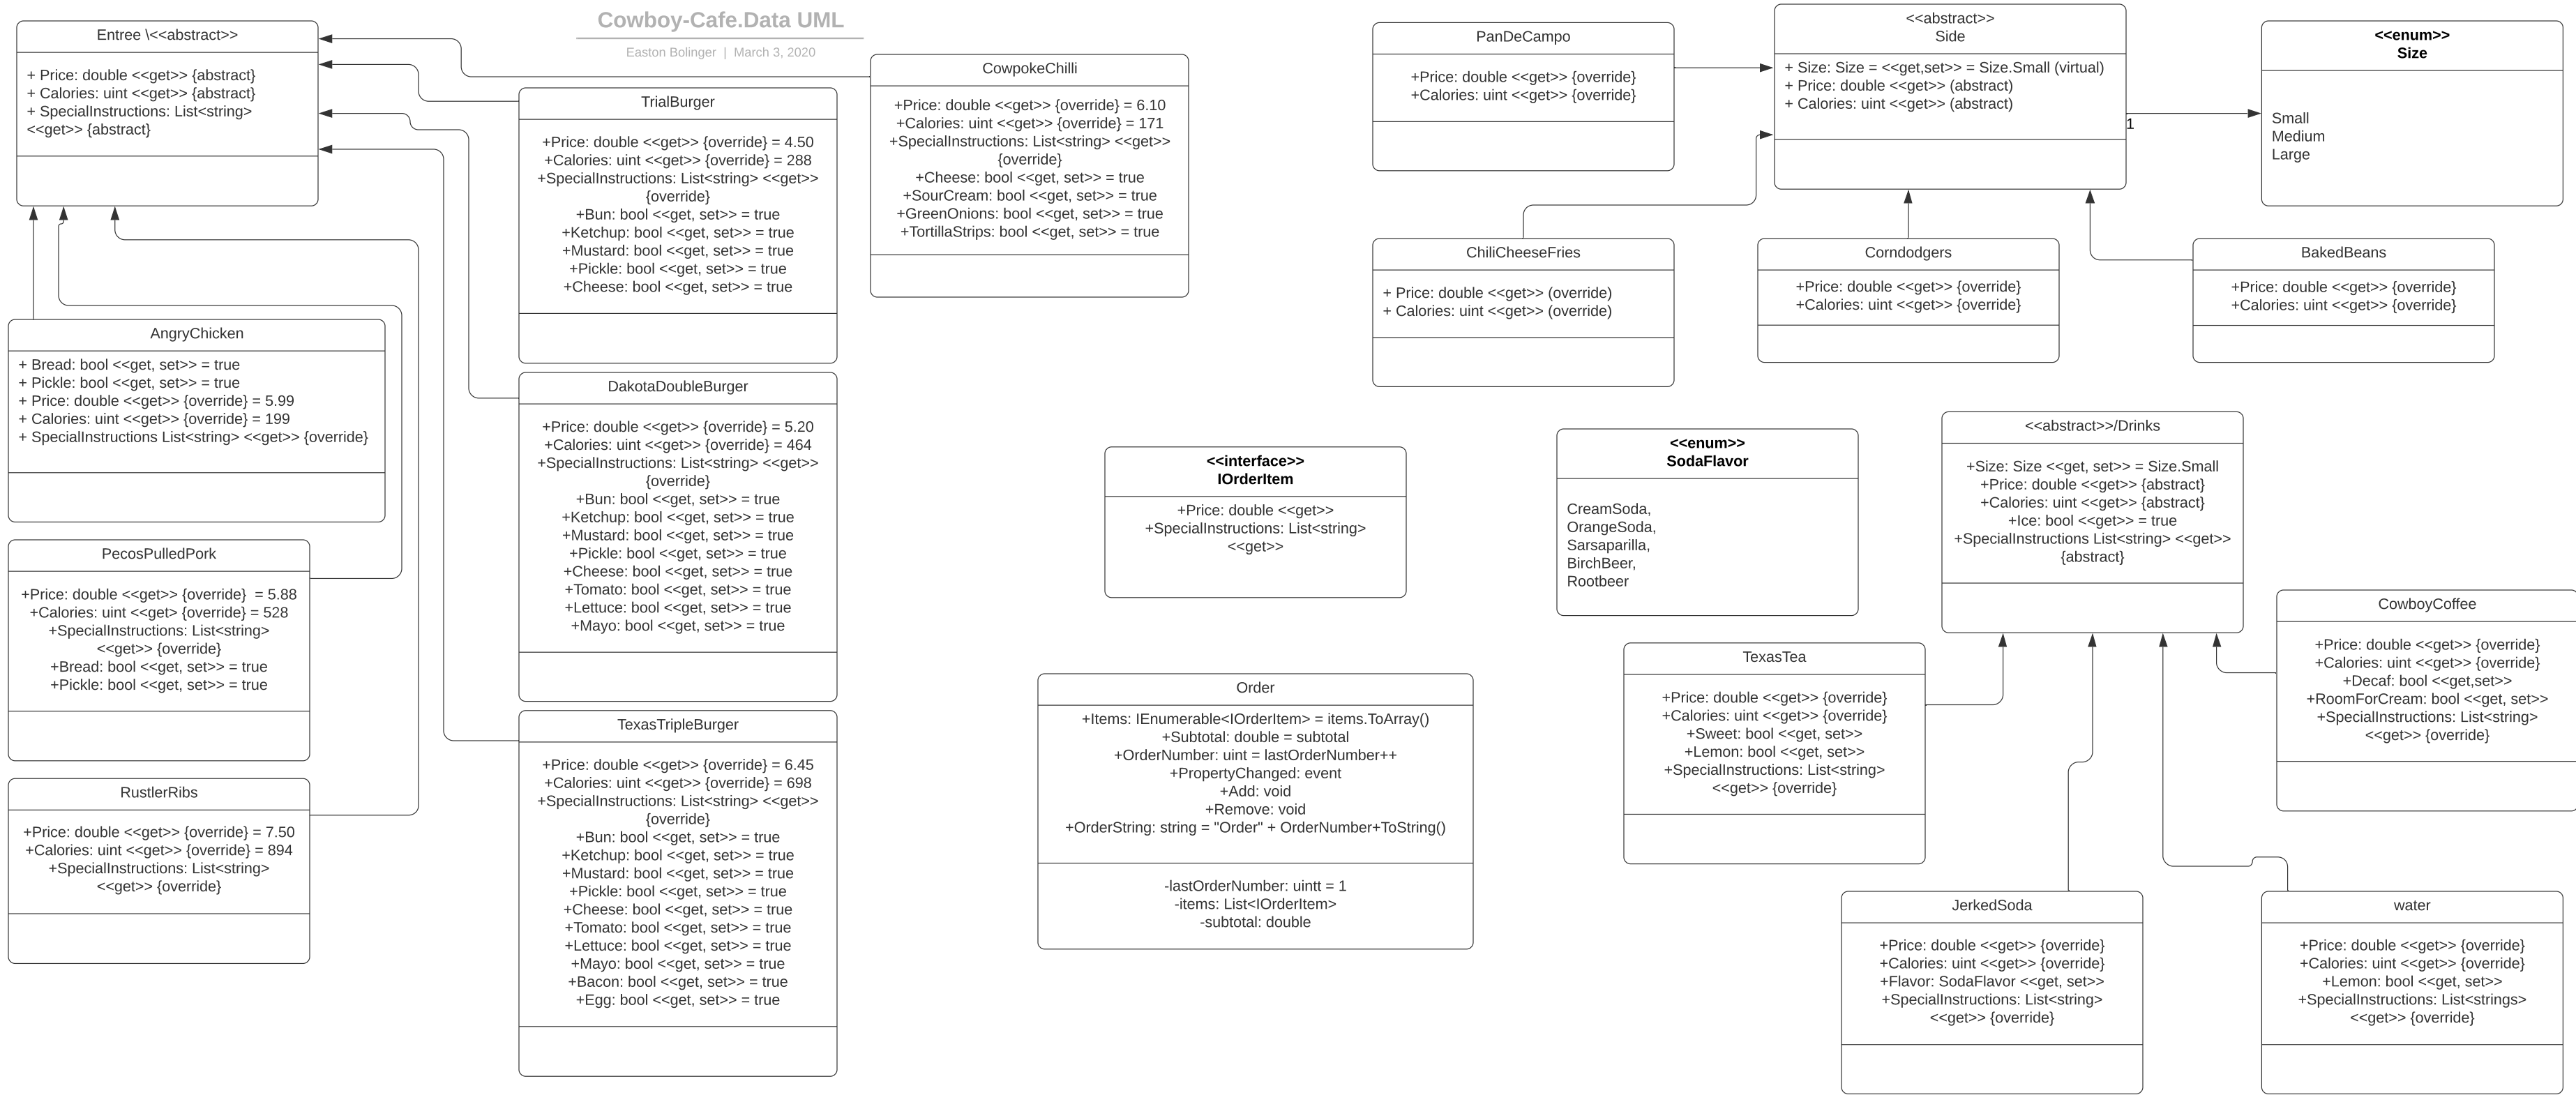 Cowboy-Cafe.Data UML
Easton Bolinger | March 3, 2020
Entree \<<abstract>>
+ Price: double <<get>> {abstract}
+ Calories: uint <<get>> {abstract}
+ SpecialInstructions: List<string>
<<get>> {abstract}
CowpokeChilli
+Price: double <<get>> {override} = 6.10
+Calories: uint <<get>> {override} = 171
+SpecialInstructions: List<string> <<get>>
{override}
+Cheese: bool <<get, set>> = true
+SourCream: bool <<get, set>> = true
+GreenOnions: bool <<get, set>> = true
+TortillaStrips: bool <<get, set>> = true
TrialBurger
+Price: double <<get>> {override} = 4.50
+Calories: uint <<get>> {override} = 288
+SpecialInstructions: List<string> <<get>>
{override}
+Bun: bool <<get, set>> = true
+Ketchup: bool <<get, set>> = true
+Mustard: bool <<get, set>> = true
+Pickle: bool <<get, set>> = true
+Cheese: bool <<get, set>> = true
AngryChicken
+ Bread: bool <<get, set>> = true
+ Pickle: bool <<get, set>> = true
+ Price: double <<get>> {override} = 5.99
+ Calories: uint <<get>> {override} = 199
+ SpecialInstructions List<string> <<get>> {override}
DakotaDoubleBurger
+Price: double <<get>> {override} = 5.20
+Calories: uint <<get>> {override} = 464
+SpecialInstructions: List<string> <<get>>
{override}
+Bun: bool <<get, set>> = true
+Ketchup: bool <<get, set>> = true
+Mustard: bool <<get, set>> = true
+Pickle: bool <<get, set>> = true
+Cheese: bool <<get, set>> = true
+Tomato: bool <<get, set>> = true
+Lettuce: bool <<get, set>> = true
+Mayo: bool <<get, set>> = true
PecosPulledPork
+Price: double <<get>> {override}  = 5.88
+Calories: uint <<get> {override} = 528
+SpecialInstructions: List<string>
<<get>> {override}
+Bread: bool <<get, set>> = true
+Pickle: bool <<get, set>> = true
TexasTripleBurger
+Price: double <<get>> {override} = 6.45
+Calories: uint <<get>> {override} = 698
+SpecialInstructions: List<string> <<get>>
{override}
+Bun: bool <<get, set>> = true
+Ketchup: bool <<get, set>> = true
+Mustard: bool <<get, set>> = true
+Pickle: bool <<get, set>> = true
+Cheese: bool <<get, set>> = true
+Tomato: bool <<get, set>> = true
+Lettuce: bool <<get, set>> = true
+Mayo: bool <<get, set>> = true
+Bacon: bool <<get, set>> = true
+Egg: bool <<get, set>> = true
RustlerRibs
+Price: double <<get>> {override} = 7.50
+Calories: uint <<get>> {override} = 894
+SpecialInstructions: List<string>
<<get>> {override}
PanDeCampo
+Price: double <<get>> {override}
+Calories: uint <<get>> {override}
<<abstract>>
Side
+ Size: Size = <<get,set>> = Size.Small (virtual)
+ Price: double <<get>> (abstract)
+ Calories: uint <<get>> (abstract)
1
<<enum>>
Size
Small
Medium
Large
ChiliCheeseFries
+ Price: double <<get>> (override)
+ Calories: uint <<get>> (override)
Corndodgers
+Price: double <<get>> {override}
+Calories: uint <<get>> {override}
BakedBeans
+Price: double <<get>> {override}
+Calories: uint <<get>> {override}
<<interface>>
IOrderItem
+Price: double <<get>>
+SpecialInstructions: List<string>
<<get>>
<<enum>>
SodaFlavor
CreamSoda,
OrangeSoda,
Sarsaparilla,
BirchBeer,
Rootbeer
<<abstract>>/Drinks
+Size: Size <<get, set>> = Size.Small
+Price: double <<get>> {abstract}
+Calories: uint <<get>> {abstract}
+Ice: bool <<get>> = true
+SpecialInstructions List<string> <<get>>
{abstract}
Order
+Items: IEnumerable<IOrderItem> = items.ToArray()
+Subtotal: double = subtotal
+OrderNumber: uint = lastOrderNumber++
+PropertyChanged: event
+Add: void
+Remove: void
+OrderString: string = "Order" + OrderNumber+ToString()
-lastOrderNumber: uintt = 1
-items: List<IOrderItem>
-subtotal: double
TexasTea
+Price: double <<get>> {override}
+Calories: uint <<get>> {override}
+Sweet: bool <<get, set>>
+Lemon: bool <<get, set>>
+SpecialInstructions: List<string>
<<get>> {override}
CowboyCoffee
+Price: double <<get>> {override}
+Calories: uint <<get>> {override}
+Decaf: bool <<get,set>>
+RoomForCream: bool <<get, set>>
+SpecialInstructions: List<string>
<<get>> {override}
JerkedSoda
+Price: double <<get>> {override}
+Calories: uint <<get>> {override}
+Flavor: SodaFlavor <<get, set>>
+SpecialInstructions: List<string>
<<get>> {override}
water
+Price: double <<get>> {override}
+Calories: uint <<get>> {override}
+Lemon: bool <<get, set>>
+SpecialInstructions: List<strings>
<<get>> {override}